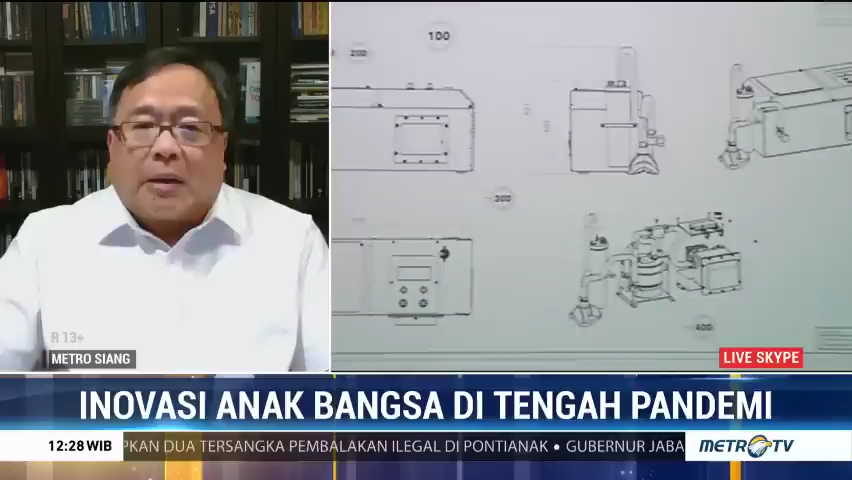 100
200
300
400
R 13+
METRO SIANG
LIVE SKYPE
INOVASI ANAK BANGSA DI TENGAH PANDEMI
12:28 WIB
PKAN DUA TERSANGKA PEMBALAKAN ILEGAL DI PONTIANAK • GUBERNUR JABA
METRO TV